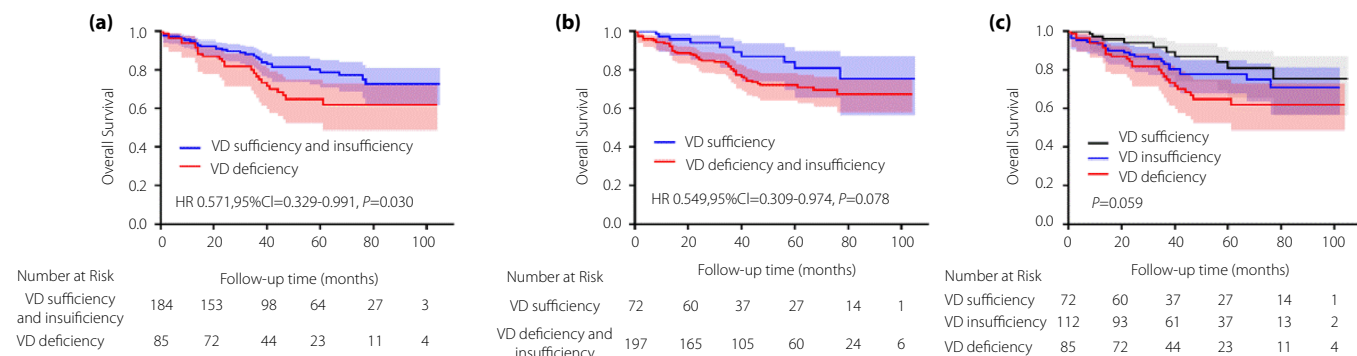 (a)
1.0
0.8
0.6
0.4
0.2
0.0
Overall Survival
VD sufficiency and insufficiency
VD deficiency
HR 0.571,95%Cl=0.329-0.991, P=0.030
0 20 40 60 80 100
Number at Risk
Follow-up time (months)
VD sufficiency
and insuificiency
184 153 98 64 27 3
VD deficiency 85 72 44 23 11 4
(b)
1.0
0.8
0.6
0.4
0.2
0.0
Overall Survival
VD sufficiency
VD deficiency and insufficiency
HR 0.549,95%Cl=0.309-0.974, P=0.078
0 20 40 60 80 100
Number at Risk
Follow-up time (months)
VD sufficiency 72 60 37 27 14 1
VD deficiency and
insufficiency
197 165 105 60 24 6
(c)
1.0
0.8
0.6
0.4
0.2
0.0
Overall Survival
VD sufficiency
VD insufficiency
VD deficiency
P=0.059
0 20 40 60 80 100
Number at Risk
Follow-up time (months)
VD sufficiency 72 60 37 27 14 1
VD insufficiency 112 93 61 37 13 2
VD deficiency 85 72 44 23 11 4